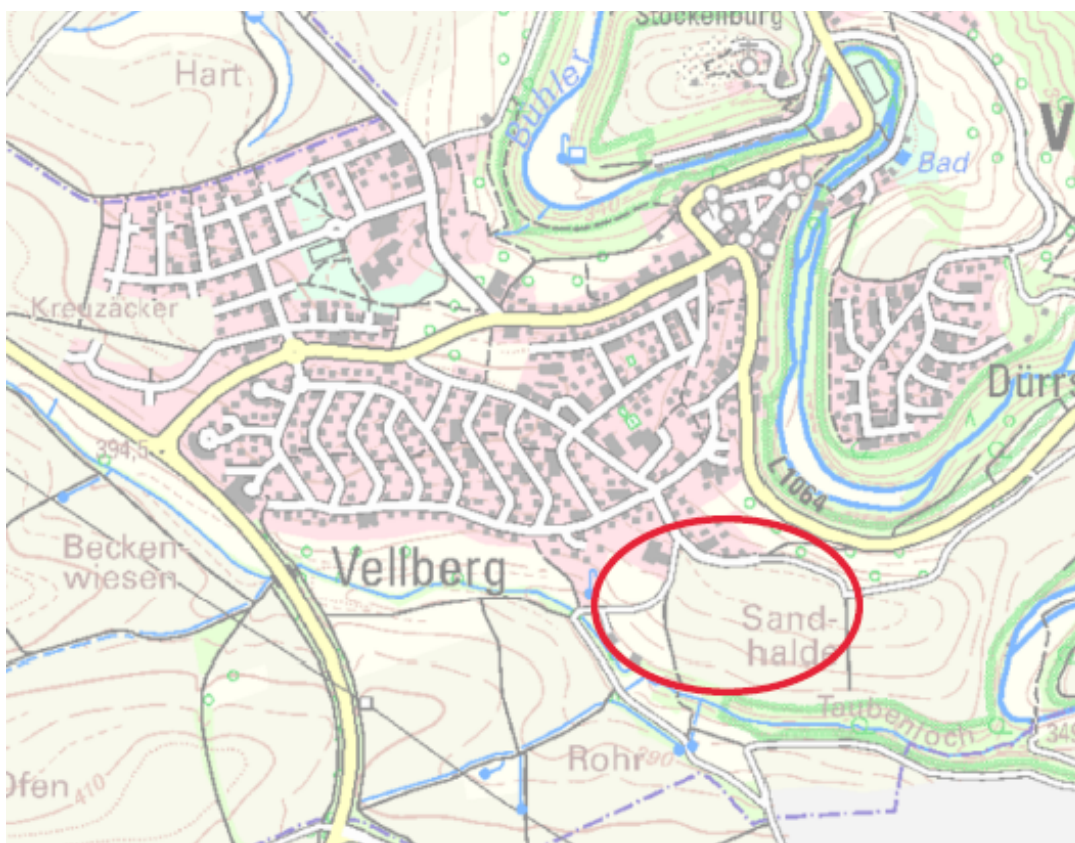 Stöckenburg
Hart
Bühler
V
Bad
Kreuzäcker
Dürrs
394,5
L 1064
Becken-
wiesen
Vellberg
Sand-
halde
Taubenloch
Rohr
390
349
Ofen
410